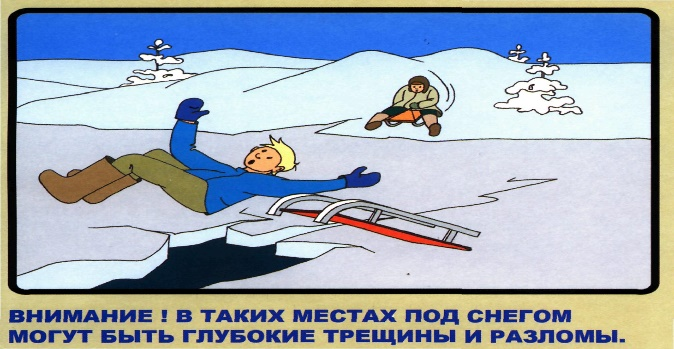 ВНИМАНИЕ ! В ТАКИХ МЕСТАХ ПОД СНЕГОМ
МОГУТ БЫТЬ ГЛУБОКИЕ ТРЕЩИНЫ И РАЗЛОМЫ.